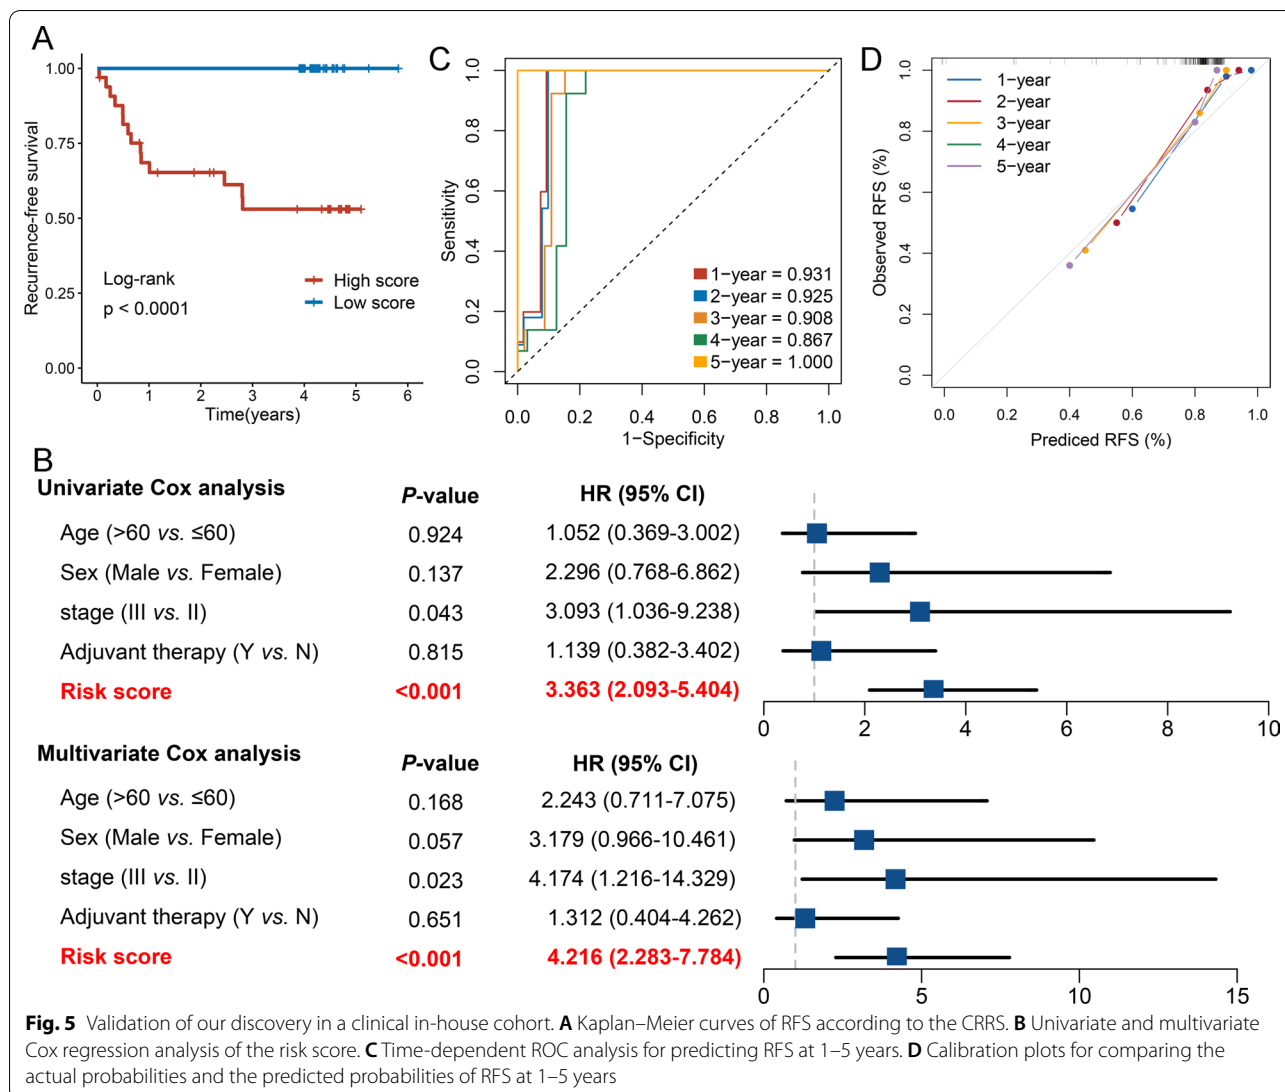 A
Recurrence-free survival
1.00
0.75
0.50
0.25
0.00
Log-rank
p < 0.0001
High score
Low score
0 1 2 3 4 5 6
Time(years)
C
Sensitivity
1.0
0.8
0.6
0.4
0.2
0.0
1−year = 0.931
2−year = 0.925
3−year = 0.908
4−year = 0.867
5−year = 1.000
0.0 0.2 0.4 0.6 0.8 1.0
1−Specificity
D
Observed RFS (%)
1.0
0.8
0.6
0.4
0.2
0.0
1-year
2-year
3-year
4-year
5-year
0.0 0.2 0.4 0.6 0.8 1.0
Prediced RFS (%)
B
Univariate Cox analysis P-value HR (95% CI)
Age (>60 vs. ≤60) 0.924 1.052 (0.369-3.002)
Sex (Male vs. Female) 0.137 2.296 (0.768-6.862)
stage (III vs. II) 0.043 3.093 (1.036-9.238)
Adjuvant therapy (Y vs. N) 0.815 1.139 (0.382-3.402)
Risk score <0.001 3.363 (2.093-5.404)
0 2 4 6 8 10
Multivariate Cox analysis P-value HR (95% CI)
Age (>60 vs. ≤60) 0.168 2.243 (0.711-7.075)
Sex (Male vs. Female) 0.057 3.179 (0.966-10.461)
stage (III vs. II) 0.023 4.174 (1.216-14.329)
Adjuvant therapy (Y vs. N) 0.651 1.312 (0.404-4.262)
Risk score <0.001 4.216 (2.283-7.784)
0 5 10 15
Fig. 5 Validation of our discovery in a clinical in-house cohort. A Kaplan–Meier curves of RFS according to the CRRS. B Univariate and multivariate
Cox regression analysis of the risk score. C Time-dependent ROC analysis for predicting RFS at 1–5 years. D Calibration plots for comparing the
actual probabilities and the predicted probabilities of RFS at 1–5 years